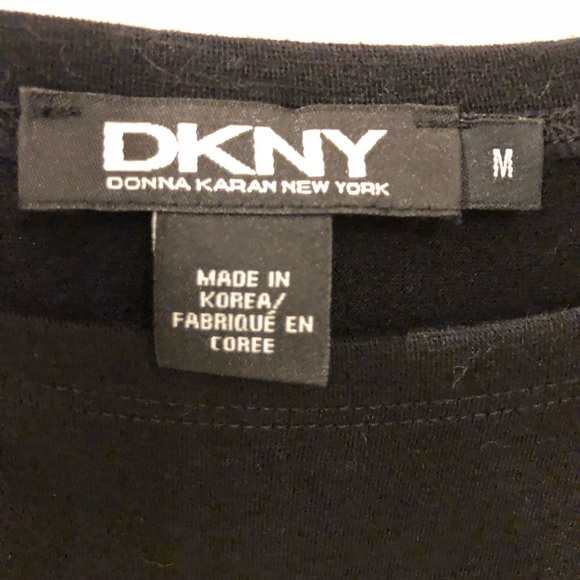 DKNY
DONNA KARAN NEW YORK
M
MADE IN
KOREA/
FABRIQUÉ EN
COREE